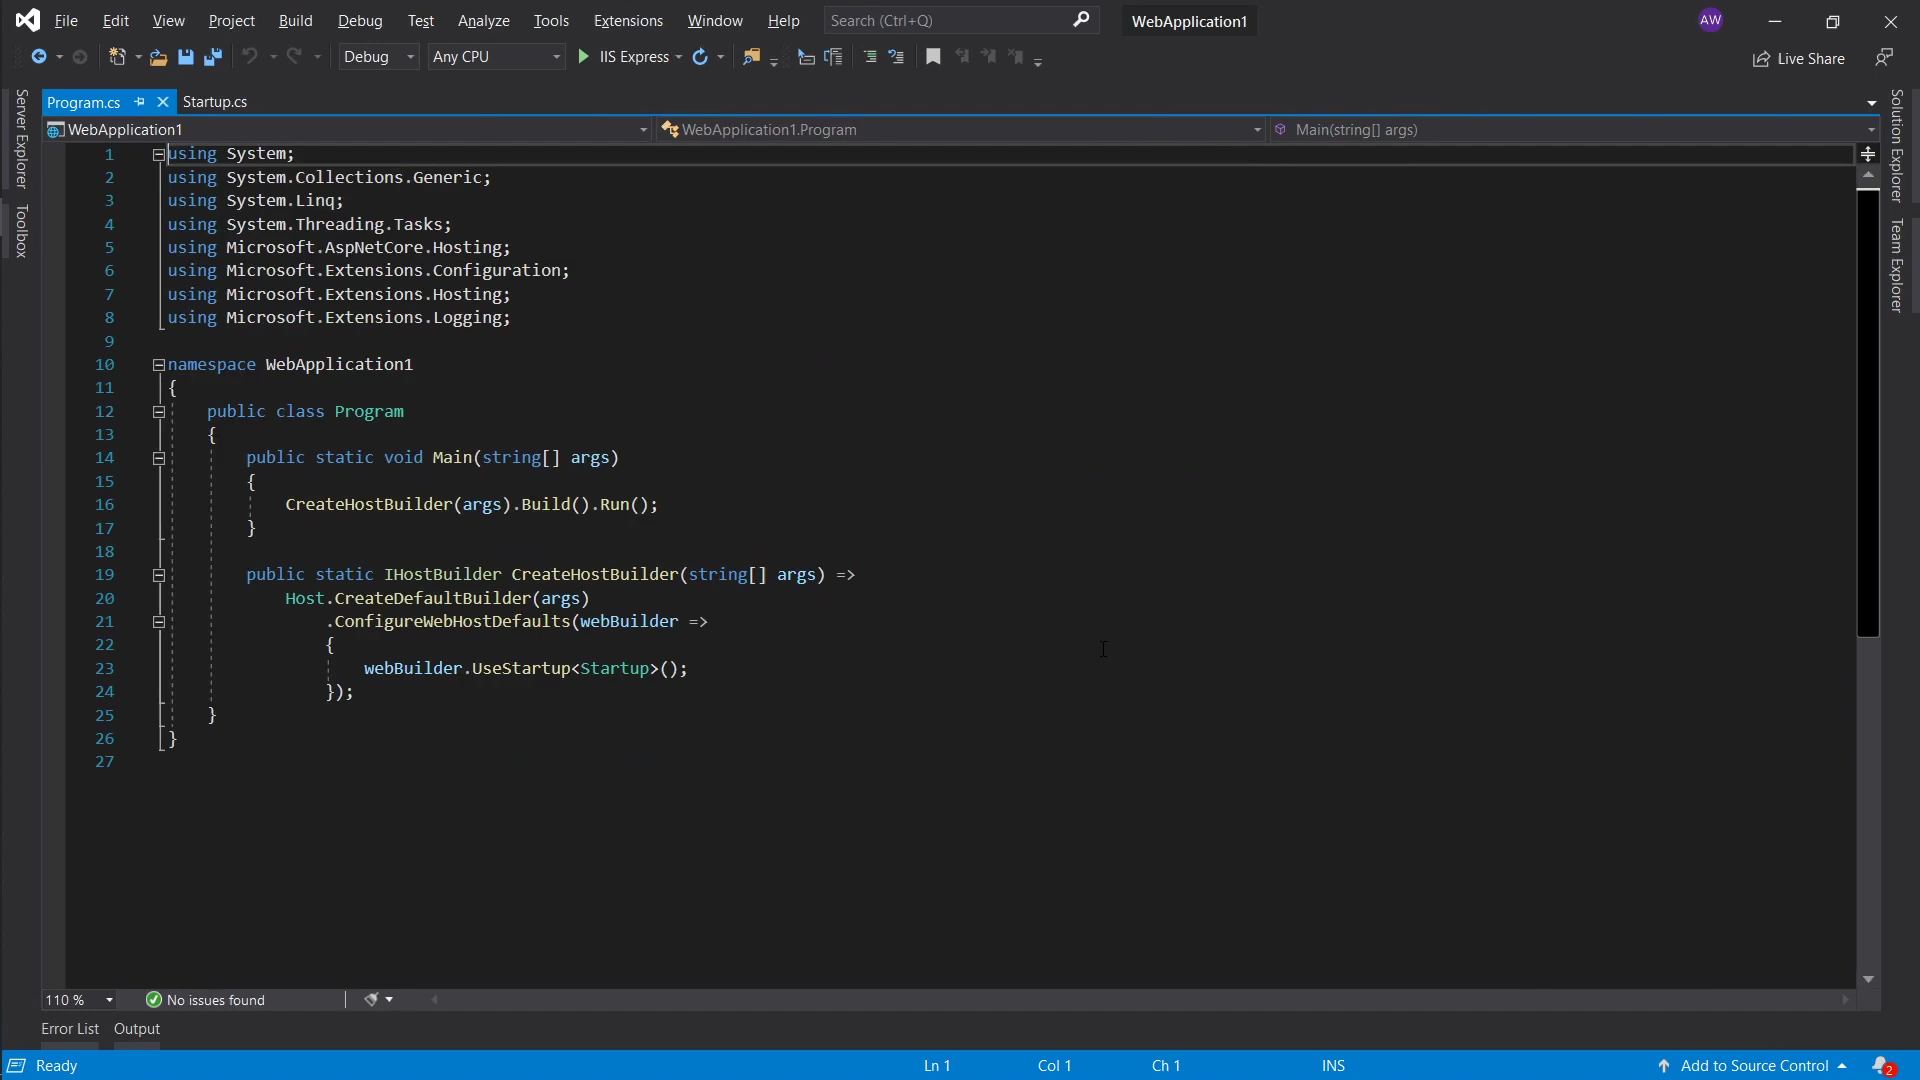 File Edit View Project Build Debug Test Analyze Tools Extensions Window Help Search (Ctrl+Q) WebApplication1 AW
Debug Any CPU IIS Express Live Share
Program.cs Startup.cs
WebApplication1 WebApplication1.Program Main(string[] args)
Server Explorer
Toolbox
Solution Explorer
Team Explorer
1 using System;
2 using System.Collections.Generic;
3 using System.Linq;
4 using System.Threading.Tasks;
5 using Microsoft.AspNetCore.Hosting;
6 using Microsoft.Extensions.Configuration;
7 using Microsoft.Extensions.Hosting;
8 using Microsoft.Extensions.Logging;
9
10 namespace WebApplication1
11 {
12 public class Program
13 {
14 public static void Main(string[] args)
15 {
16 CreateHostBuilder(args).Build().Run();
17 }
18
19 public static IHostBuilder CreateHostBuilder(string[] args) =>
20 Host.CreateDefaultBuilder(args)
21 .ConfigureWebHostDefaults(webBuilder =>
22 {
23 webBuilder.UseStartup<Startup>();
24 });
25 }
26 }
27
110 % No issues found
Error List Output
Ready Ln 1 Col 1 Ch 1 INS Add to Source Control 2